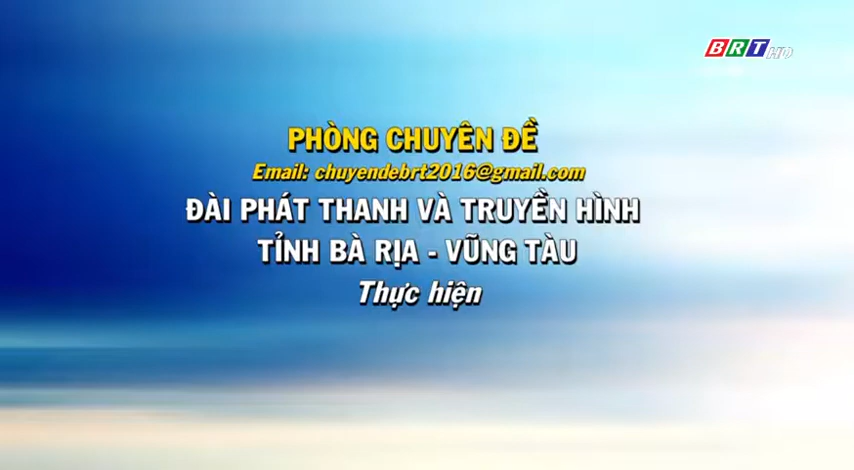 BRT HD
PHÒNG CHUYÊN ĐỀ
Email: chuyendebrt2016@gmail.com
ĐÀI PHÁT THANH VÀ TRUYỀN HÌNH
TỈNH BÀ RỊA - VŨNG TÀU
Thực hiện